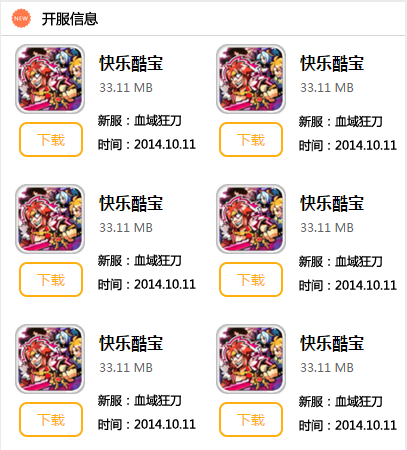 NEW 开服信息
快乐酷宝
33.11 MB
新服：血域狂刀
下载
时间：2014.10.11
快乐酷宝
33.11 MB
新服：血域狂刀
下载
时间：2014.10.11
快乐酷宝
33.11 MB
新服：血域狂刀
下载
时间：2014.10.11
快乐酷宝
33.11 MB
新服：血域狂刀
下载
时间：2014.10.11
快乐酷宝
33.11 MB
新服：血域狂刀
下载
时间：2014.10.11
快乐酷宝
33.11 MB
新服：血域狂刀
下载
时间：2014.10.11